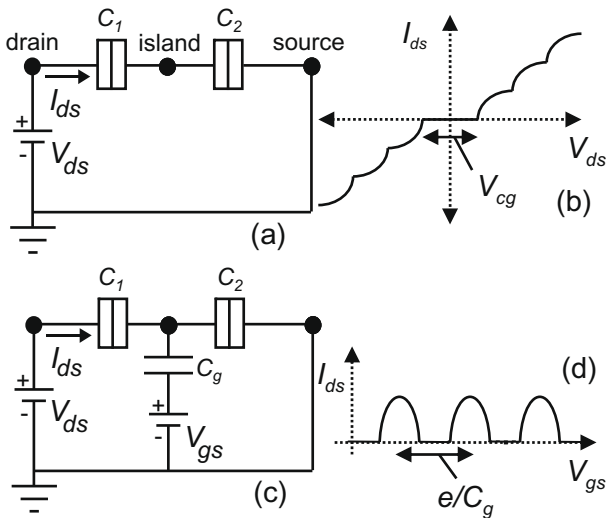 C1 C2
drain island source
Ids
+
-
Vds
(a)
Ids
Vds
Vcg
(b)
C1 C2
Ids
Cg
+
-
Vds
+
-
Vgs
(c)
Ids
(d)
Vgs
e/Cg